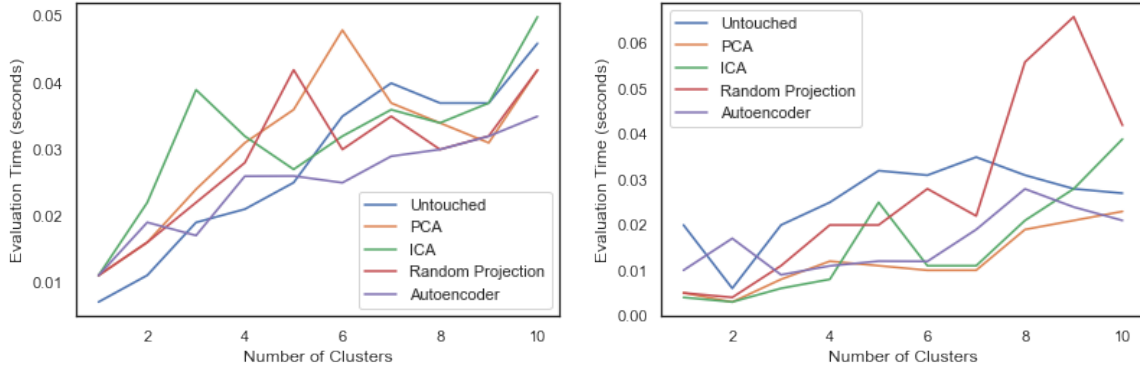 0.05
0.04
0.03
0.02
0.01
Evaluation Time (seconds)
Untouched
PCA
ICA
Random Projection
Autoencoder
2 4 6 8 10
Number of Clusters
Untouched
PCA
ICA
Random Projection
Autoencoder
0.06
0.05
0.04
0.03
0.02
0.01
0.00
Evaluation Time (seconds)
2 4 6 8 10
Number of Clusters